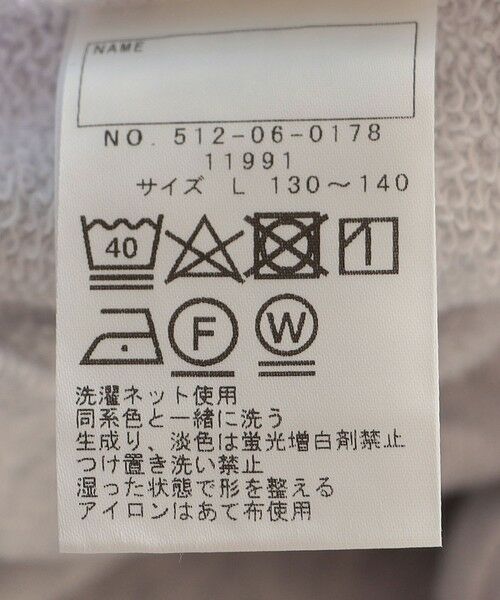 NAME
NO. 512-06-0178
11991
サイズ L 130～140
40
F W
洗濯ネット使用
同系色と一緒に洗う
生成り、淡色は蛍光増白剤禁止
つけ置き洗い禁止
湿った状態で形を整える
アイロンはあて布使用